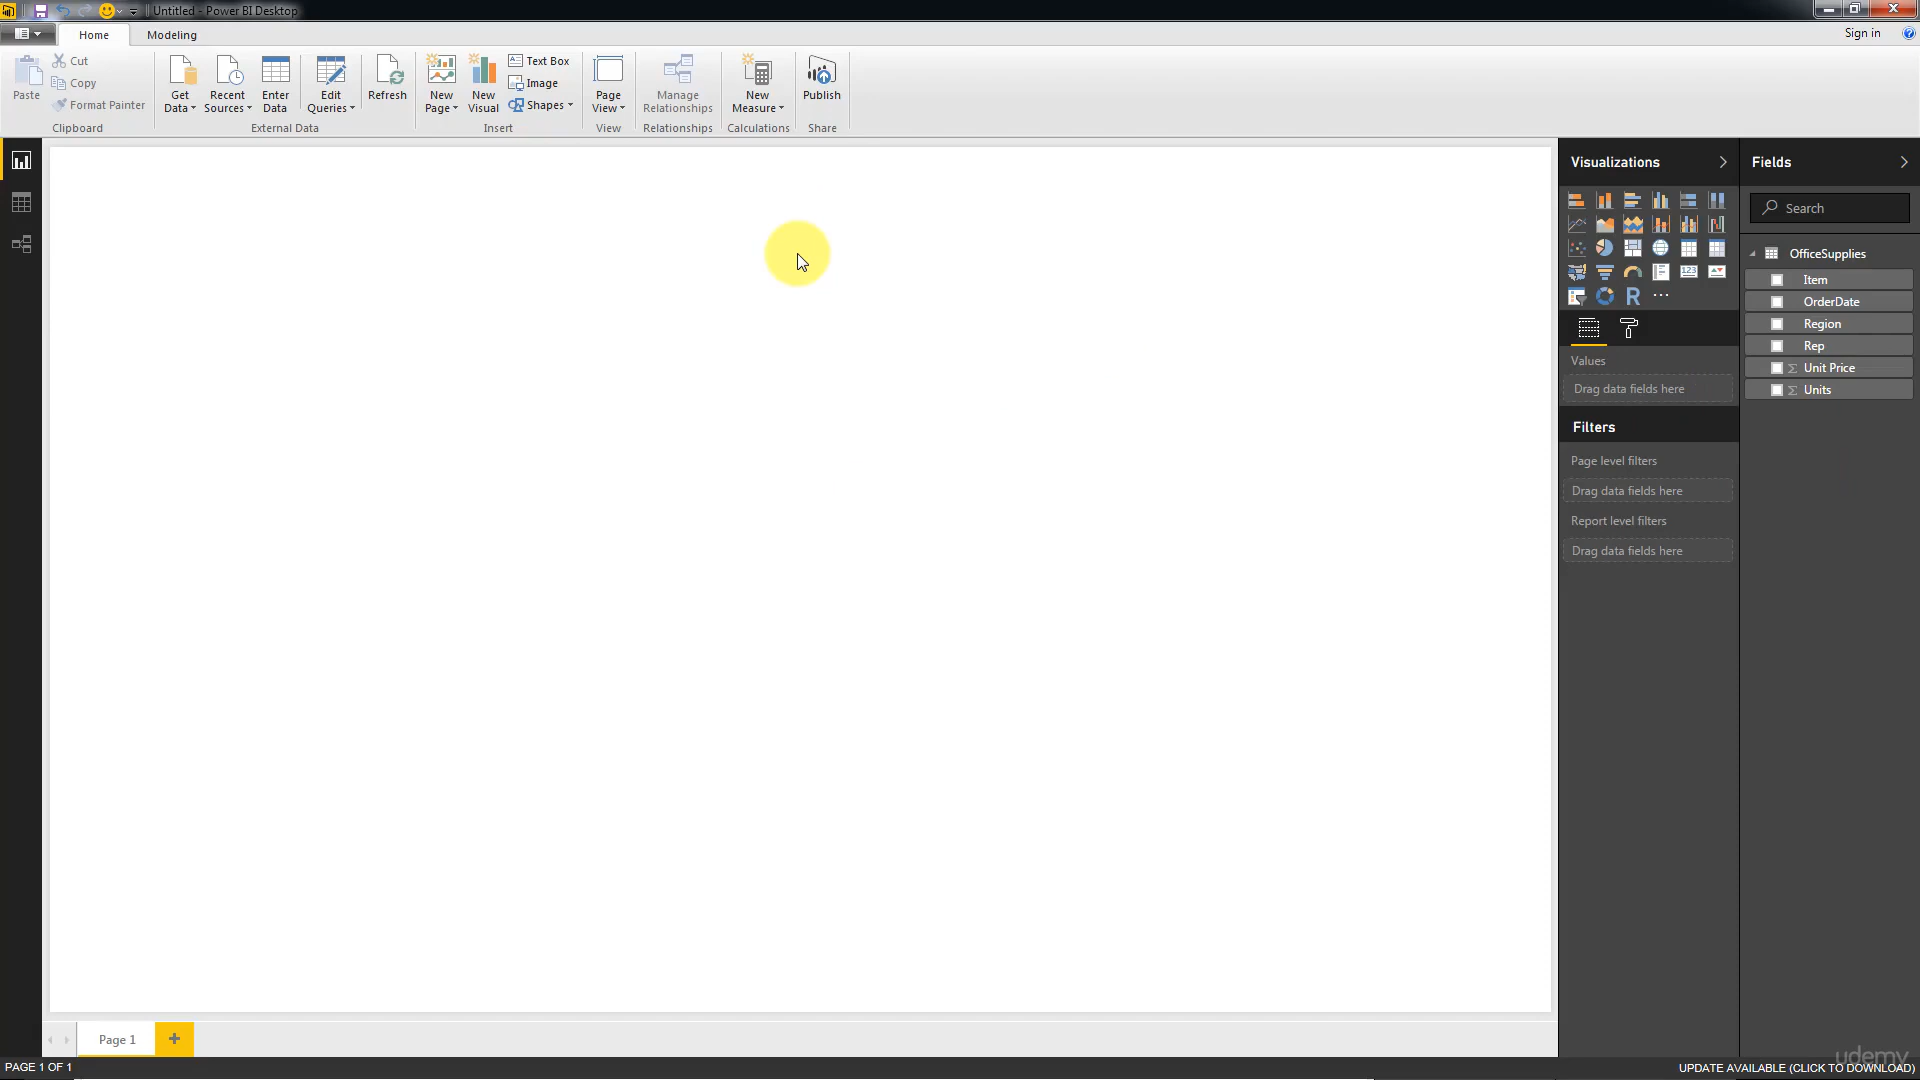 Untitled - Power BI Desktop
Home
Modeling
Sign in
Paste
Cut
Copy
Format Painter
Clipboard
Get Data
Recent Sources
Enter Data
Edit Queries
Refresh
External Data
New Page
New Visual
Text Box
Image
Shapes
Insert
Page View
View
Manage Relationships
Relationships
New Measure
Calculations
Publish
Share
Visualizations
R
123
Values
Drag data fields here
Filters
Page level filters
Drag data fields here
Report level filters
Drag data fields here
Fields
Search
OfficeSupplies
Item
OrderDate
Region
Rep
Σ Unit Price
Σ Units
Page 1
PAGE 1 OF 1
udemy
UPDATE AVAILABLE (CLICK TO DOWNLOAD)